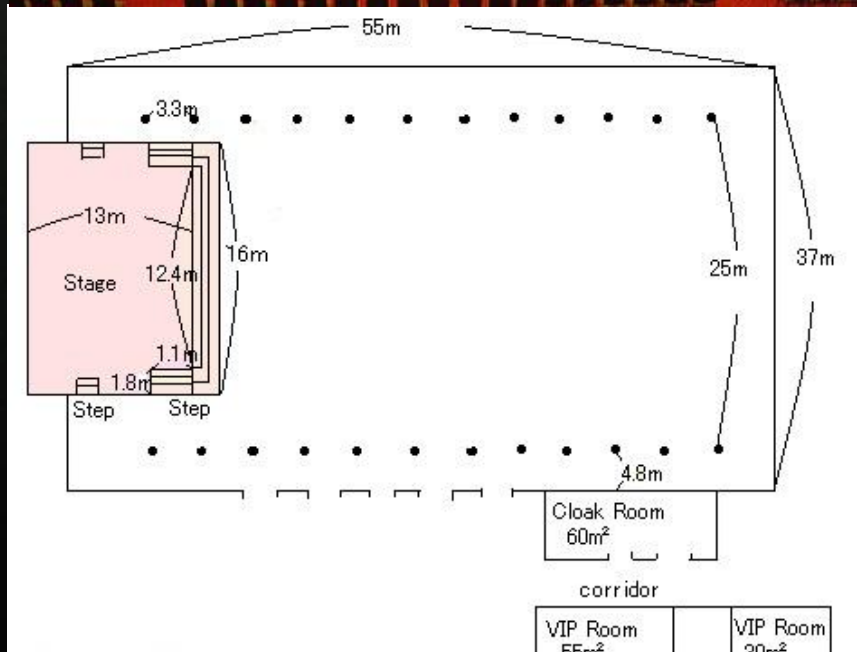 55m
3.3m
13m
16m
12.4m
Stage
25m
37m
1.1m
1.8m
Step
Step
4.8m
Cloak Room
60m²
corridor
VIP Room
55m²
VIP Room